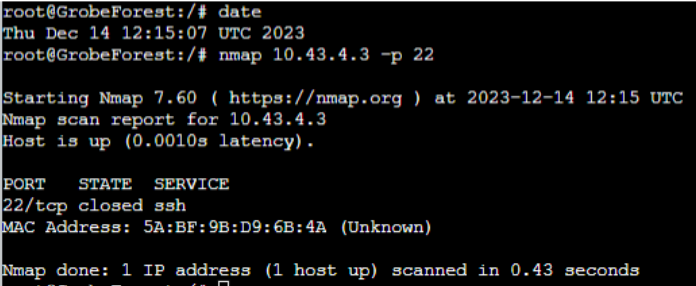 root@GrobeForest:/# date
Thu Dec 14 12:15:07 UTC 2023
root@GrobeForest:/# nmap 10.43.4.3 -p 22
Starting Nmap 7.60 ( https://nmap.org ) at 2023-12-14 12:15 UTC
Nmap scan report for 10.43.4.3
Host is up (0.0010s latency).
PORT   STATE  SERVICE
22/tcp closed ssh
MAC Address: 5A:BF:9B:D9:6B:4A (Unknown)
Nmap done: 1 IP address (1 host up) scanned in 0.43 seconds